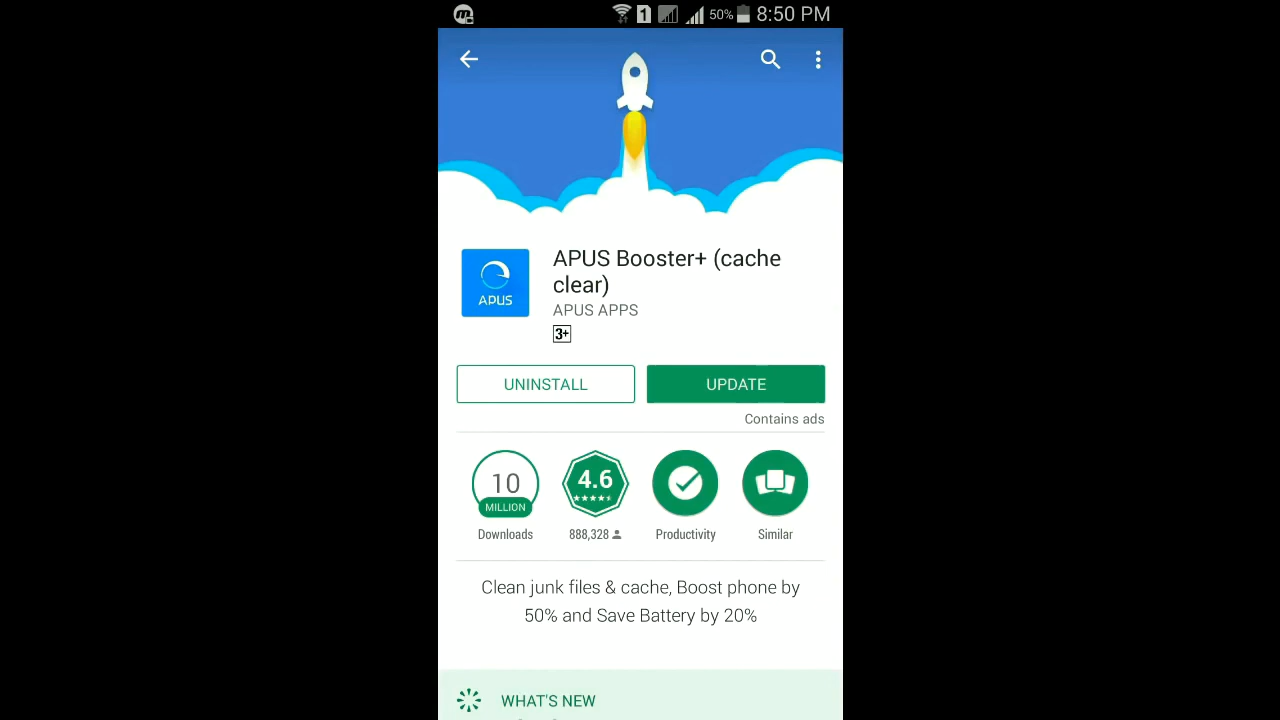 1 50% 8:50 PM
APUS Booster+ (cache
clear)
APUS
APUS APPS
3+
UNINSTALL UPDATE
Contains ads
10 4.6
MILLION
Downloads 888,328 Productivity Similar
Clean junk files & cache, Boost phone by
50% and Save Battery by 20%
WHAT'S NEW